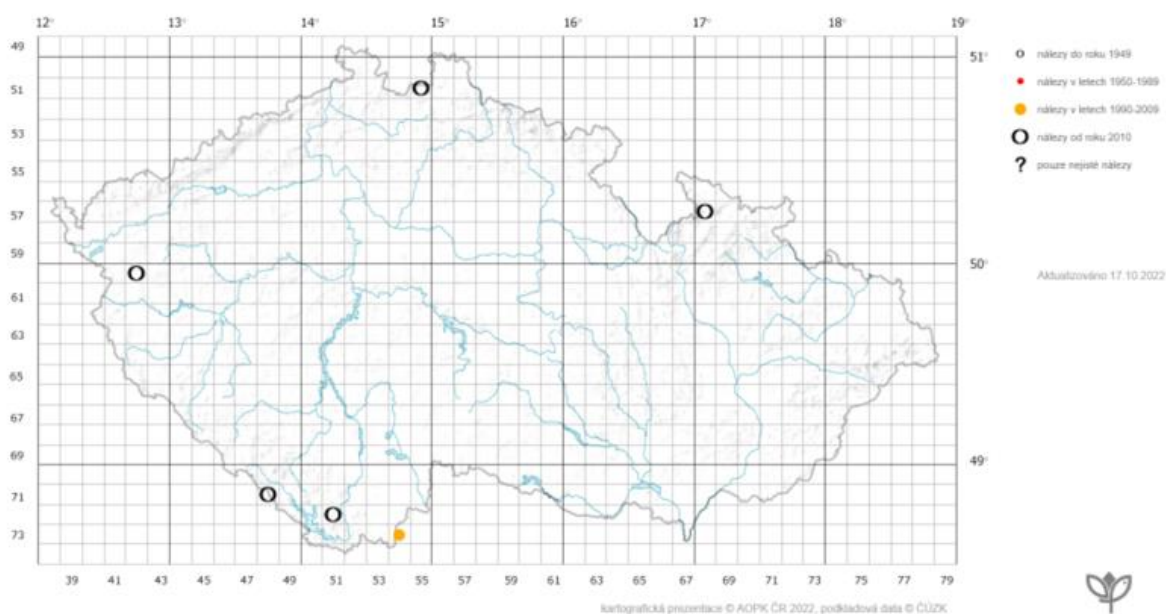 12° 13° 14° 15° 16° 17° 18° 19°
49
51° nálezy do roku 1949
51 nálezy v letech 1950-1989
53 nálezy v letech 1990-2009
nálezy od roku 2010
55 ? pouze nejisté nálezy
57
59 50°
Aktualizováno 17.10.2022
61
63
65
67
69 49°
71
73
39 41 43 45 47 49 51 53 55 57 59 61 63 65 67 69 71 73 75 77 79
kartografická prezentace © AOPK ČR 2022, podkladová data © ČÚZK